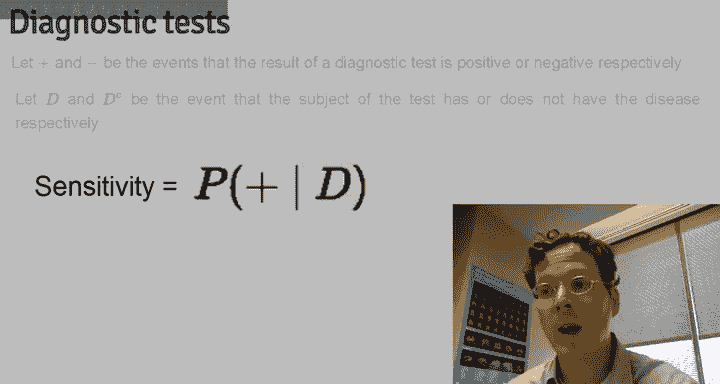 Diagnostic tests
Let + and − be the events that the result of a diagnostic test is positive or negative respectively
Let D and Dᶜ be the event that the subject of the test has or does not have the disease
respectively
Sensitivity = P(+ | D)